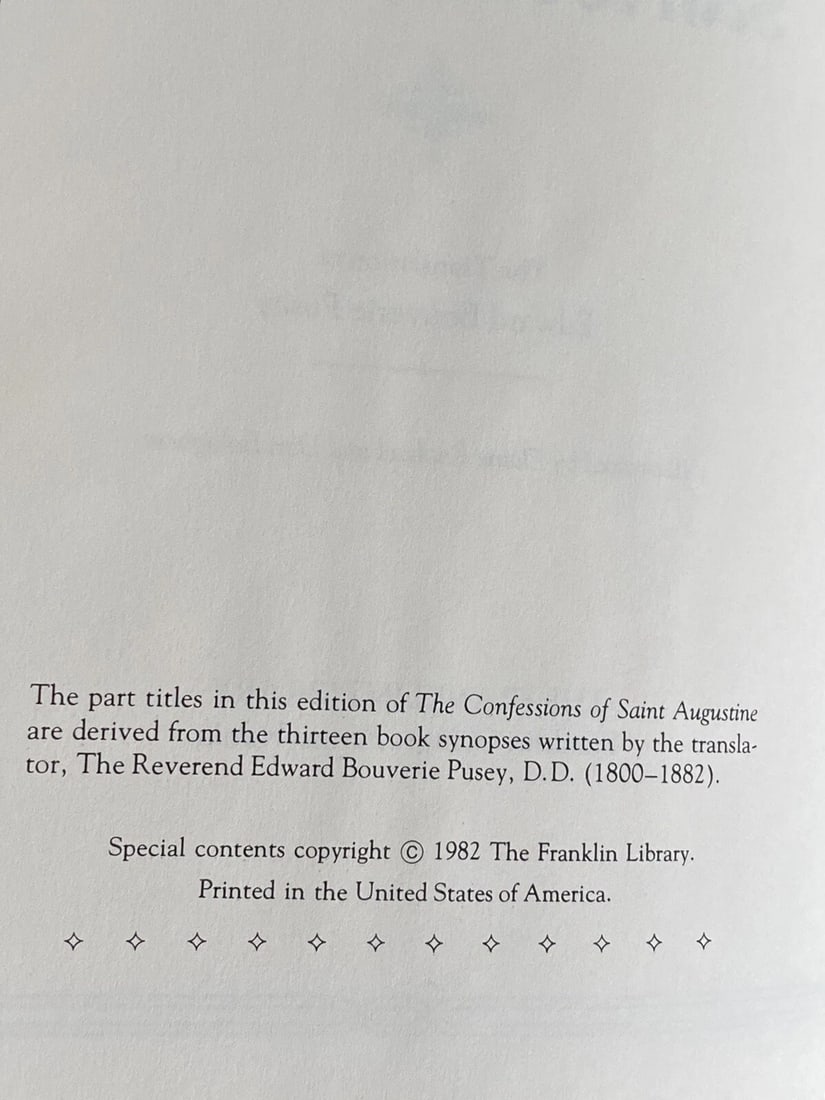 The part titles in this edition of The Confessions of Saint Augustine
are derived from the thirteen book synopses written by the transla-
tor, The Reverend Edward Bouverie Pusey, D.D. (1800–1882).
Special contents copyright © 1982 The Franklin Library.
Printed in the United States of America.